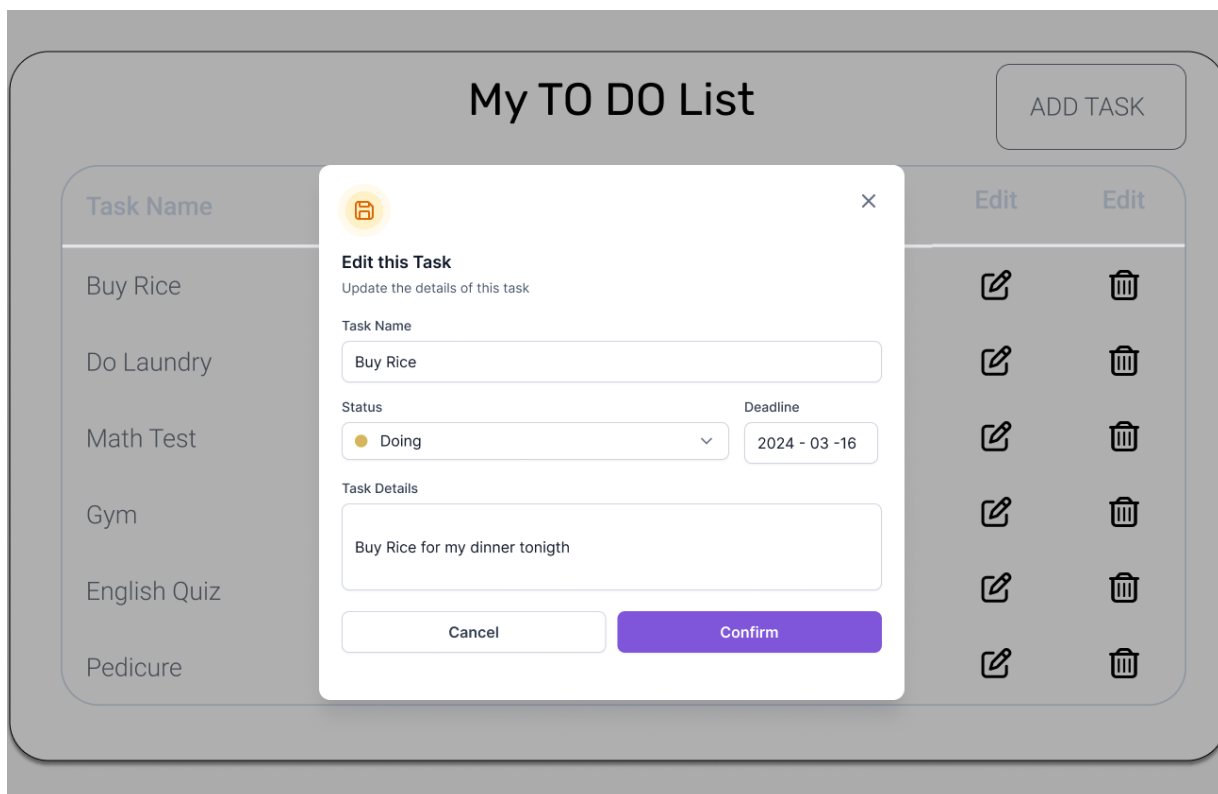 My TO DO List
ADD TASK
Task Name
Edit
Edit
Buy Rice
Do Laundry
Math Test
Gym
English Quiz
Pedicure
Edit this Task
Update the details of this task
Task Name
Buy Rice
Status
Deadline
Doing
2024 - 03 -16
Task Details
Buy Rice for my dinner tonigth
Cancel
Confirm